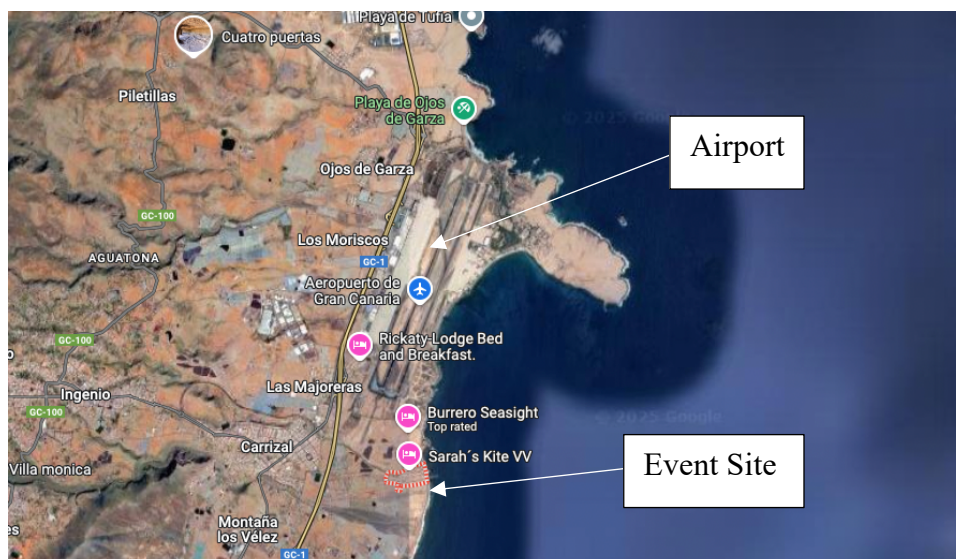 Playa de Tufia
Cuatro puertas
Piletillas
Playa de Ojos
de Garza
© 2025 Google
Airport
Ojos de Garza
GC-100
Los Moriscos
GC-1
AGUATONA
Aeropuerto de
Gran Canaria
Rickaty-Lodge Bed
and Breakfast.
GC-100
Las Majoreras
Ingenio
GC-100
Burrero Seasight
Top rated
© 2025 Google
Carrizal
Sarah´s Kite VV
Event Site
Villa monica
Montaña
los Vélez
es
GC-1